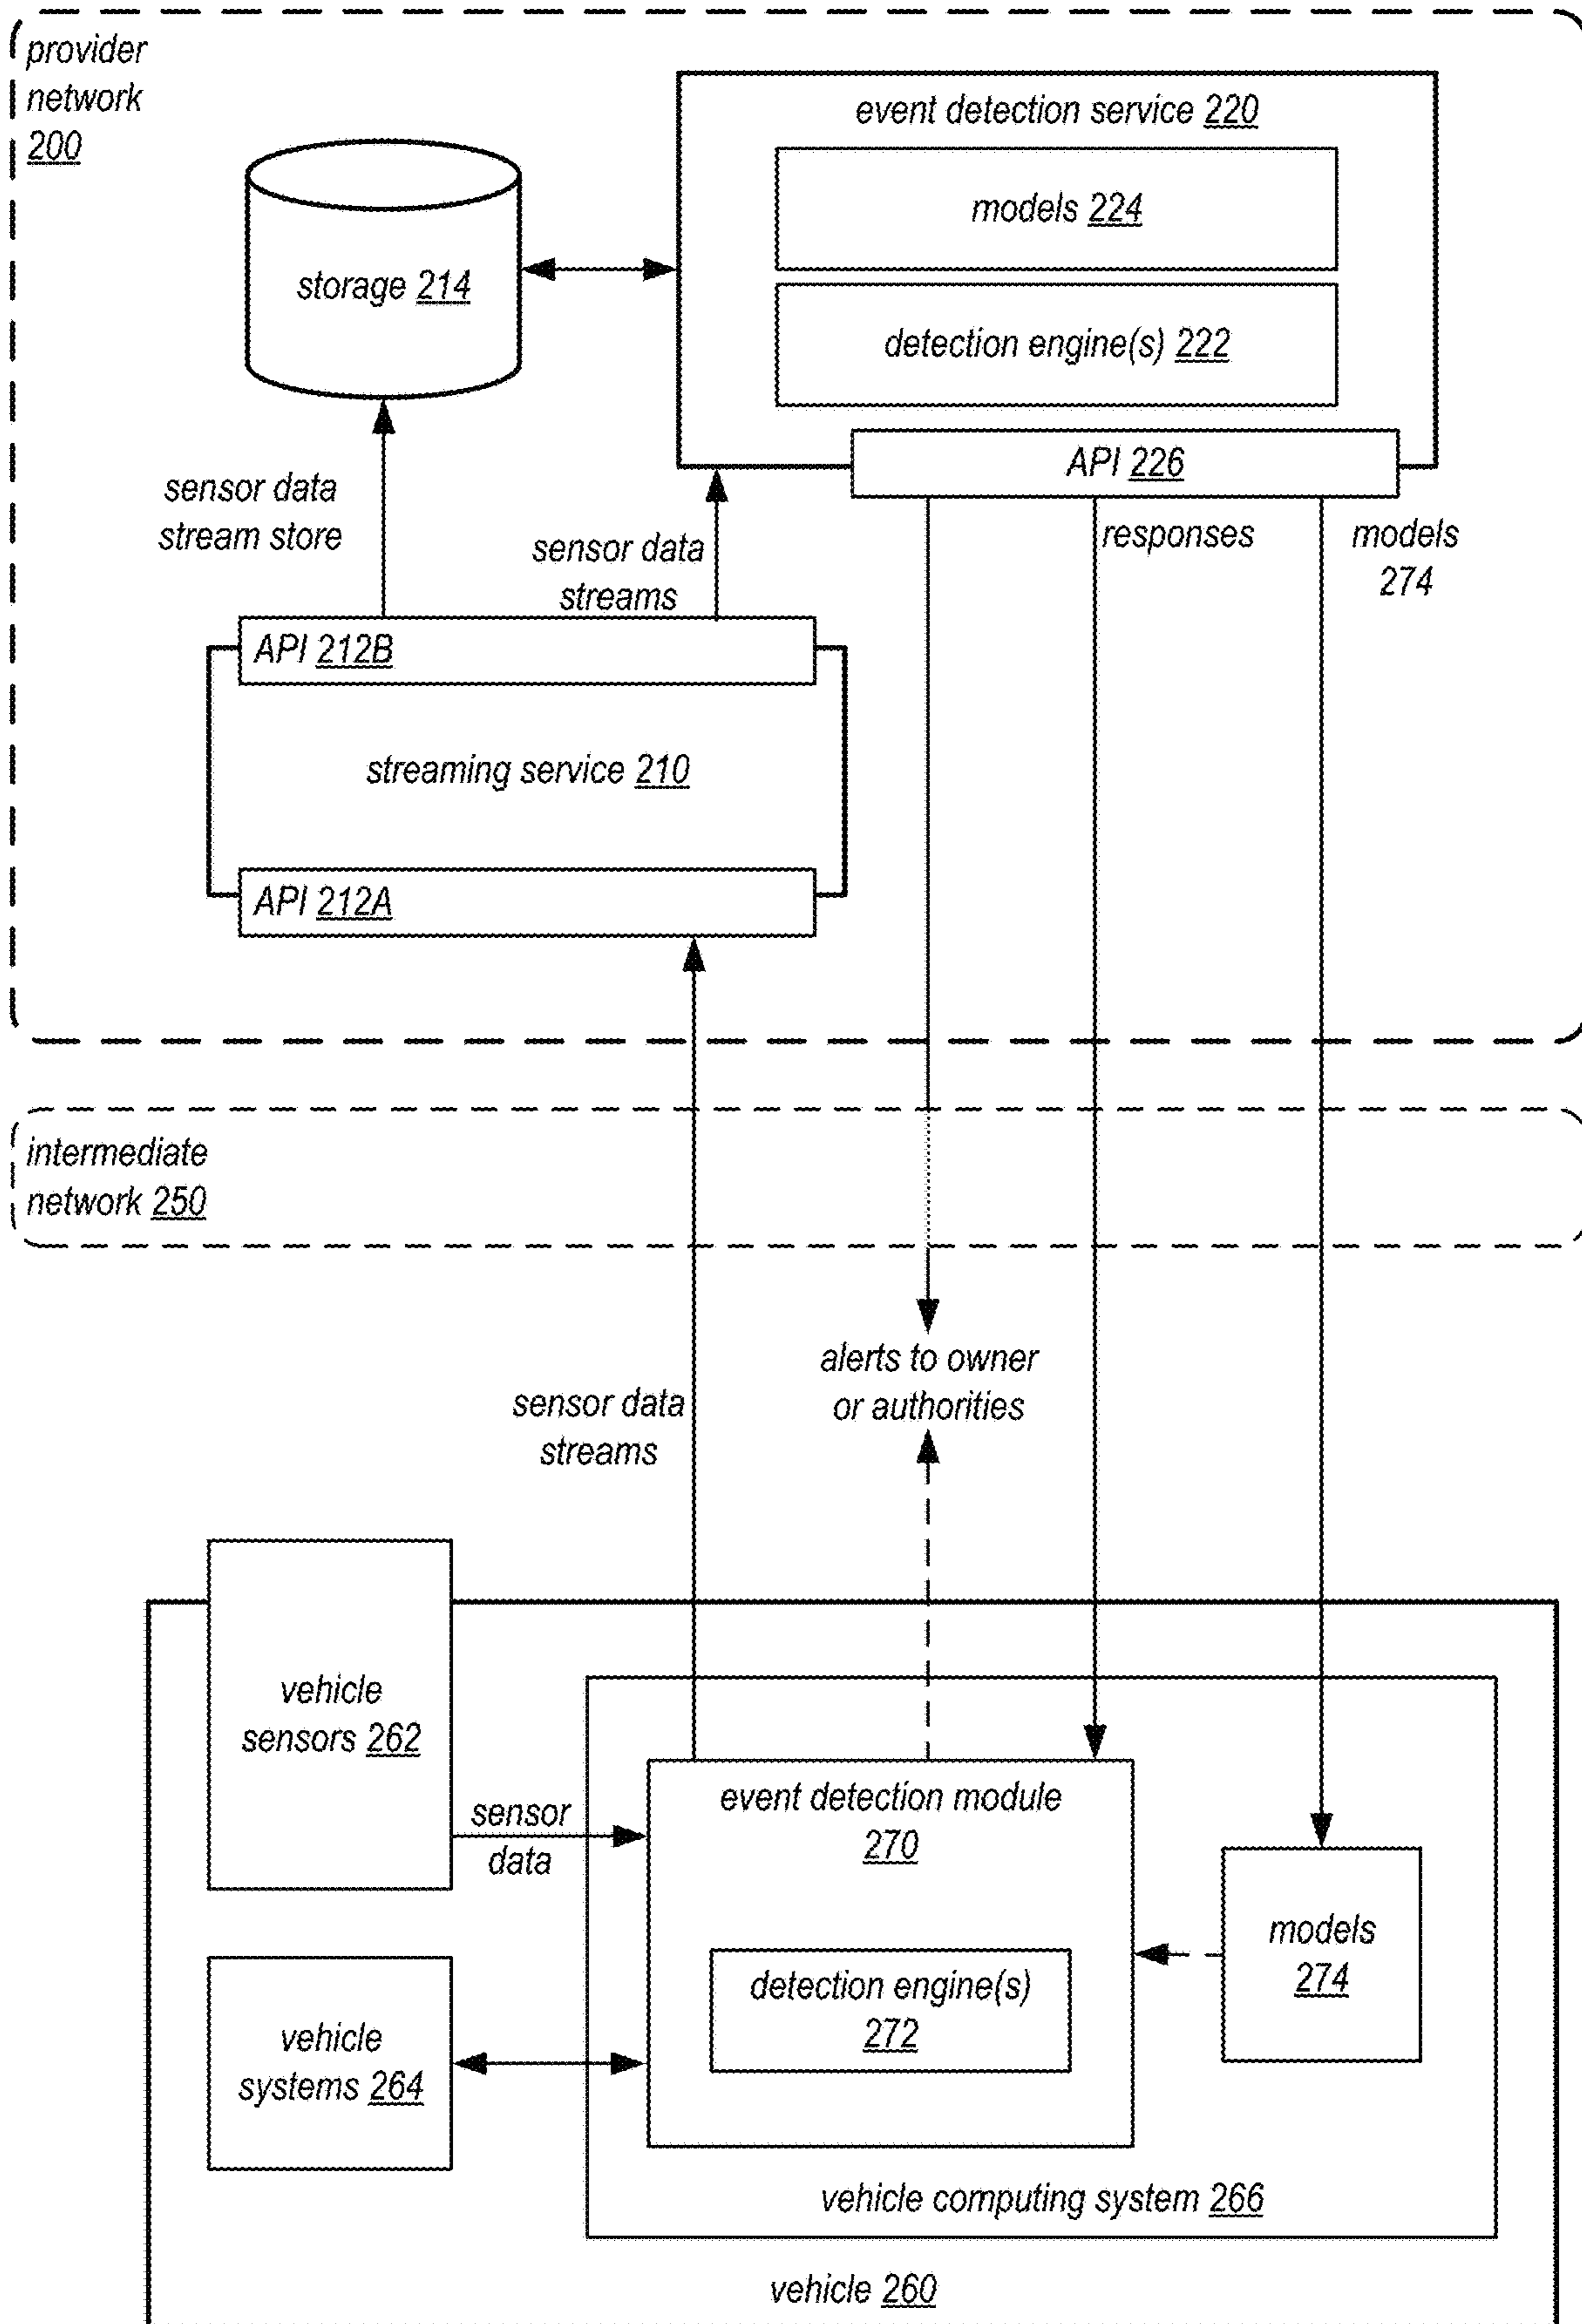 provider
network
200
event detection service 220
models 224
storage 214
detection engine(s) 222
API 226
sensor data
stream store
sensor data
streams
responses
models
274
API 212B
streaming service 210
API 212A
intermediate
network 250
alerts to owner
or authorities
sensor data
streams
vehicle
sensors 262
sensor
data
event detection module
270
models
274
detection engine(s)
272
vehicle
systems 264
vehicle computing system 266
vehicle 260